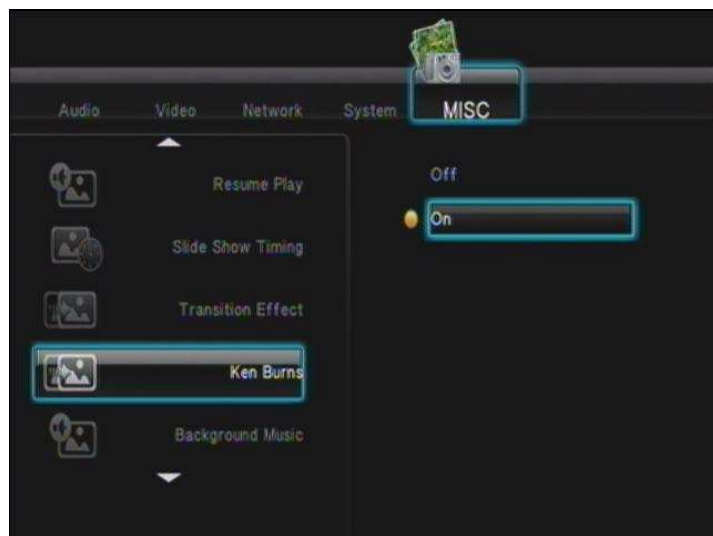 Audio Video Network System MISC
Resume Play
Slide Show Timing
Transition Effect
Ken Burns
Background Music
Off
On